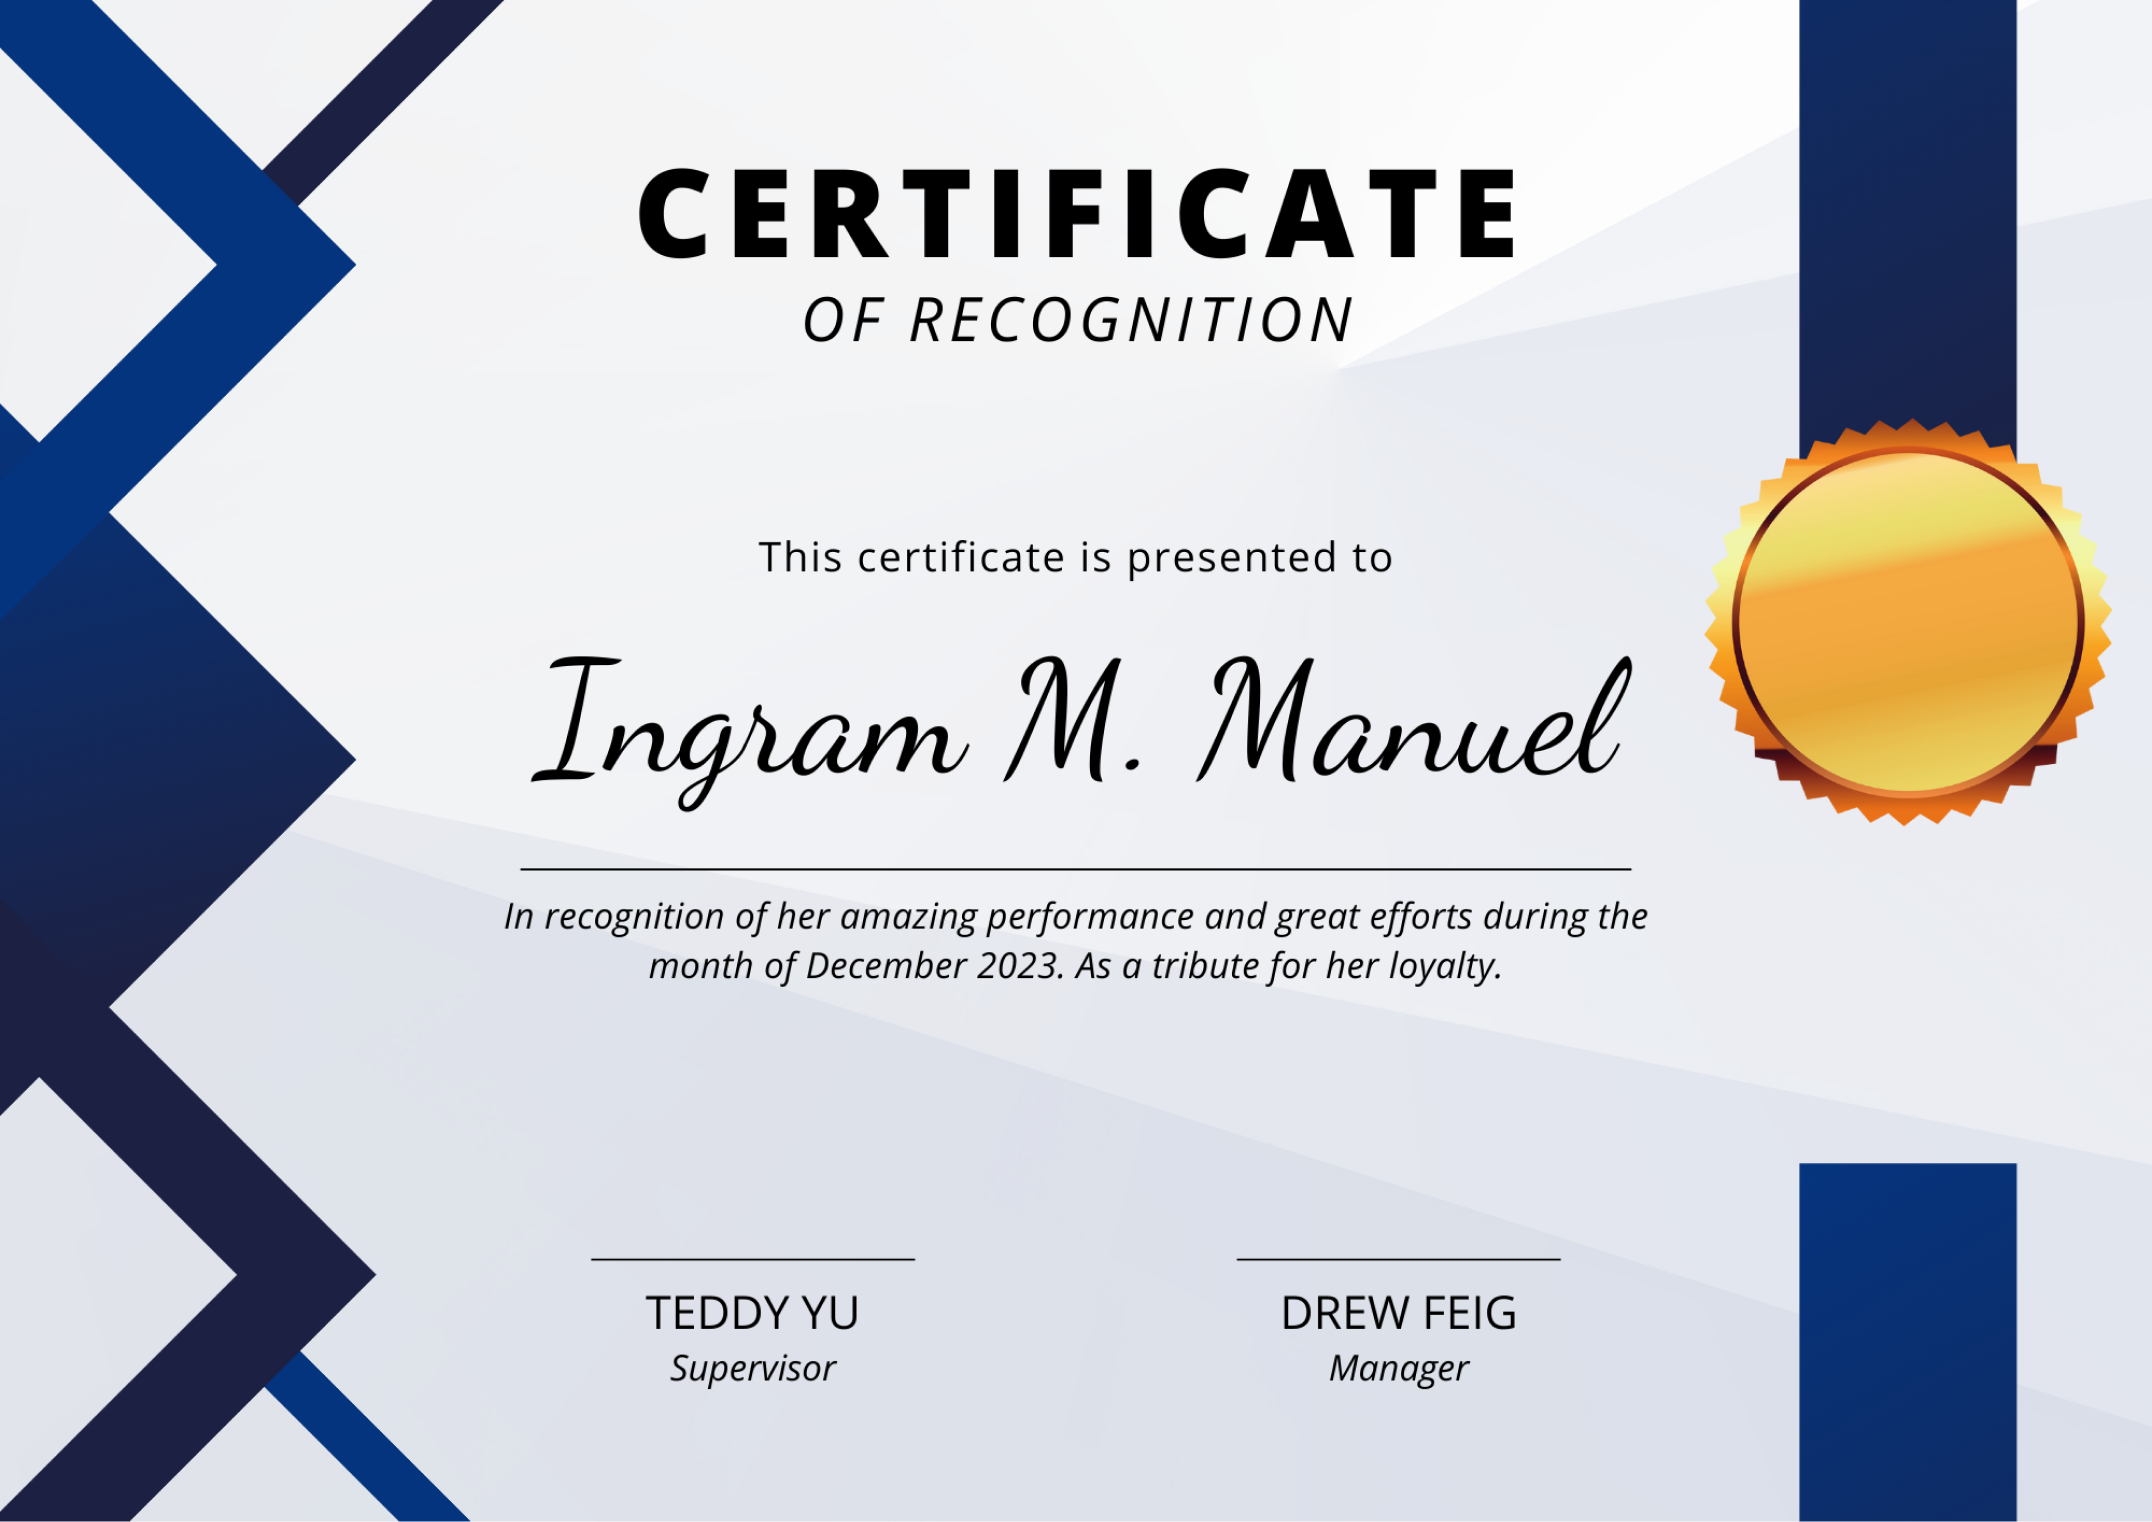 CERTIFICATE
OF RECOGNITION
This certificate is presented to
Ingram M. Manuel
In recognition of her amazing performance and great efforts during the
month of December 2023. As a tribute for her loyalty.
TEDDY YU
Supervisor
DREW FEIG
Manager